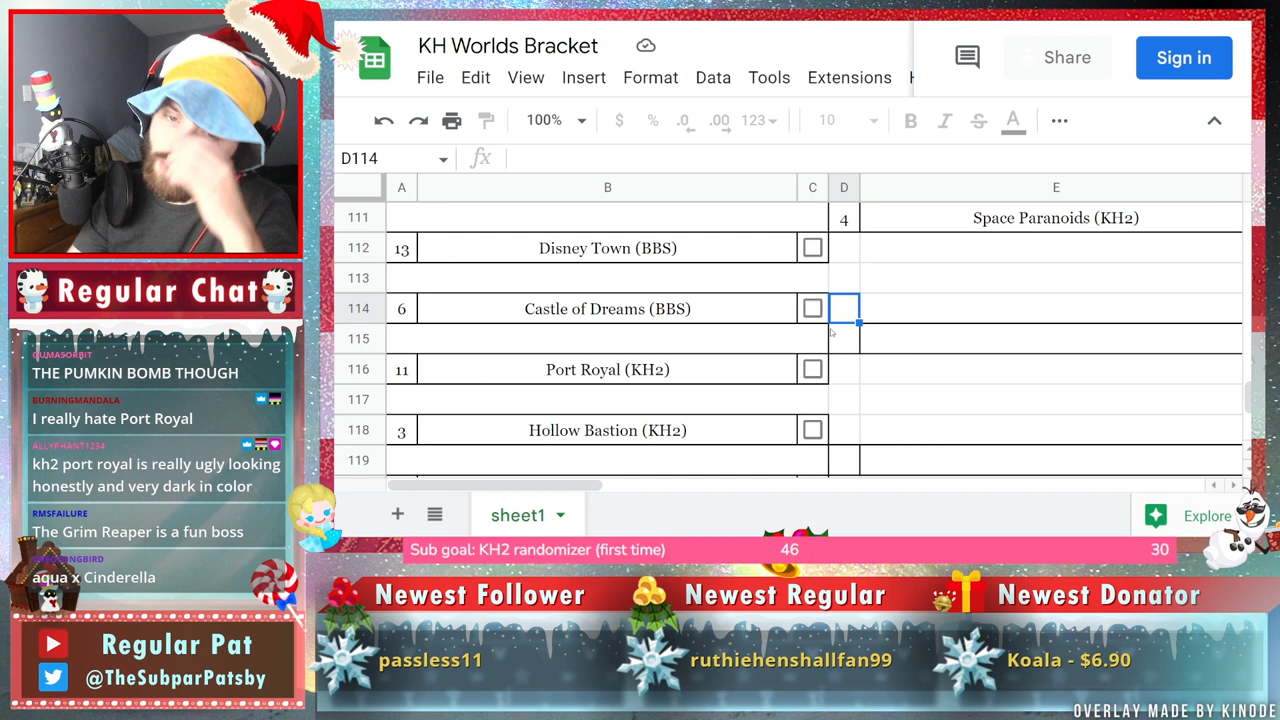 KH Worlds Bracket
File Edit View Insert Format Data Tools Extensions
Share
Sign in
100% $ % .0 .00 123 10 B I S A
D114 fx
A B C D E
111 4 Space Paranoids (KH2)
112 13 Disney Town (BBS)
113
114 6 Castle of Dreams (BBS)
115
116 11 Port Royal (KH2)
117
118 3 Hollow Bastion (KH2)
119
sheet1
Explore
Regular Chat
THE PUMKIN BOMB THOUGH
BURNINGMANDALA
I really hate Port Royal
ALLYPHANT1234
kh2 port royal is really ugly looking
honestly and very dark in color
RMSFAILURE
The Grim Reaper is a fun boss
aqua x Cinderella
Regular Pat
@TheSubparPatsby
Sub goal: KH2 randomizer (first time) 46 30
Newest Follower
passless11
Newest Regular
ruthiehenshallfan99
Newest Donator
Koala - $6.90
OVERLAY MADE BY KINODE